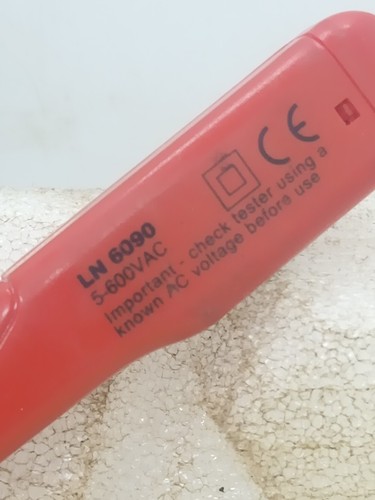 LN 6090
5-600VAC
CE
Important - check tester using a
known AC voltage before use